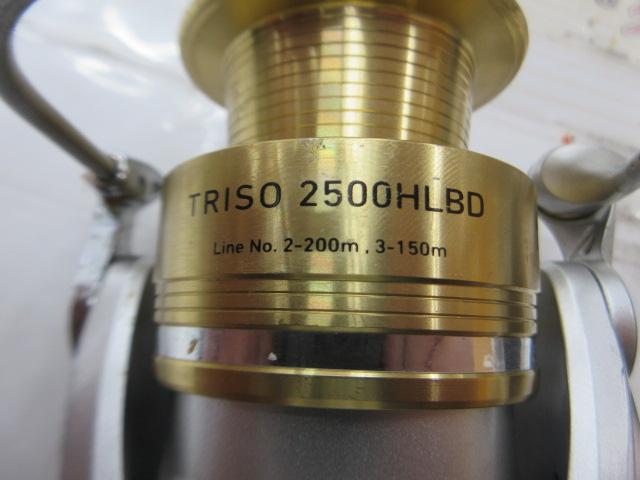 TRISO 2500HLBD
Line No. 2-200m , 3-150m